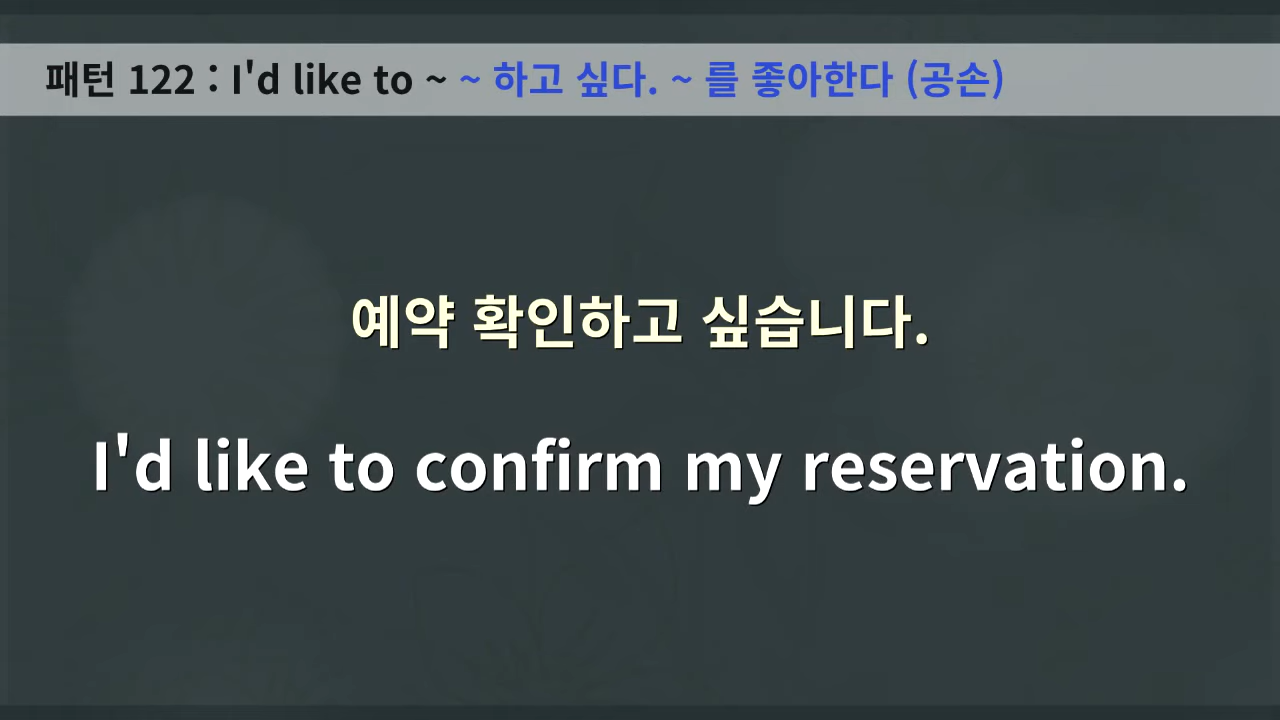 패턴 122 : I'd like to ~ ~ 하고 싶다. ~ 를 좋아한다 (공손)
예약 확인하고 싶습니다.
I'd like to confirm my reservation.